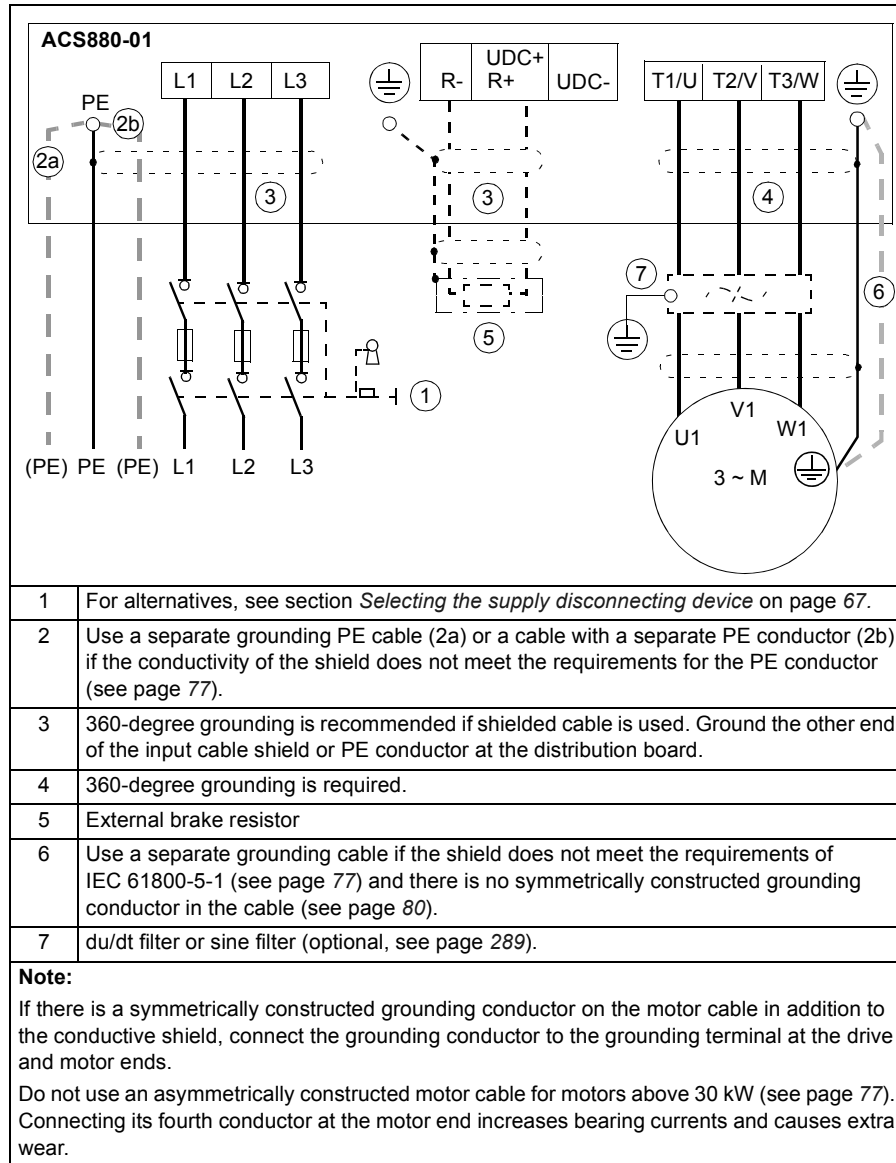 ACS880-01
L1 L2 L3
R- UDC+ R+ UDC-
T1/U T2/V T3/W
PE
2b
2a
3
3
4
7
6
5
1
V1
U1 W1
3 ~ M
(PE) PE (PE) L1 L2 L3
1 For alternatives, see section Selecting the supply disconnecting device on page 67.
2 Use a separate grounding PE cable (2a) or a cable with a separate PE conductor (2b)
if the conductivity of the shield does not meet the requirements for the PE conductor
(see page 77).
3 360-degree grounding is recommended if shielded cable is used. Ground the other end
of the input cable shield or PE conductor at the distribution board.
4 360-degree grounding is required.
5 External brake resistor
6 Use a separate grounding cable if the shield does not meet the requirements of
IEC 61800-5-1 (see page 77) and there is no symmetrically constructed grounding
conductor in the cable (see page 80).
7 du/dt filter or sine filter (optional, see page 289).
Note:
If there is a symmetrically constructed grounding conductor on the motor cable in addition to
the conductive shield, connect the grounding conductor to the grounding terminal at the drive
and motor ends.
Do not use an asymmetrically constructed motor cable for motors above 30 kW (see page 77).
Connecting its fourth conductor at the motor end increases bearing currents and causes extra
wear.